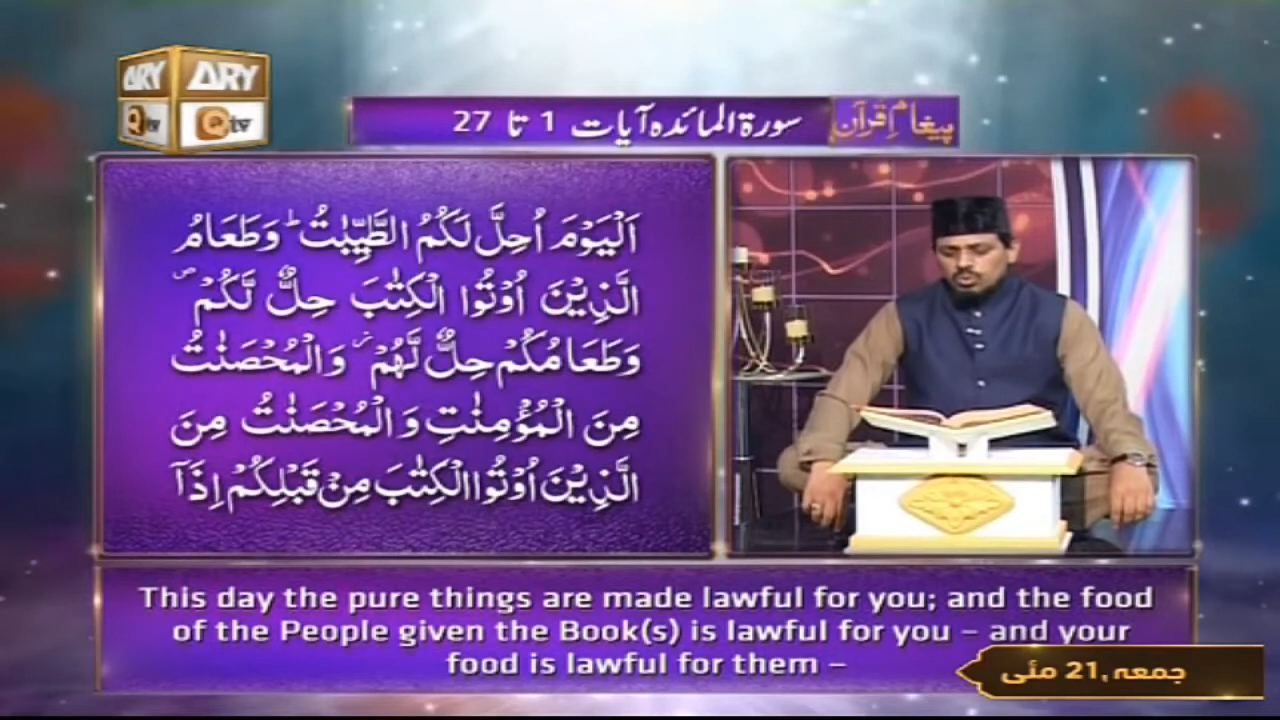 ARY ARY
Qtv Qtv
پیغامِ قرآن
سورۃ المائدہ آیات 1 تا 27
اَلْیَوْمَ اُحِلَّ لَكُمُ الطَّیِّبٰتُ ؕ وَطَعَامُ
الَّذِیْنَ اُوْتُوا الْكِتٰبَ حِلٌّ لَّكُمْ ۪
وَطَعَامُكُمْ حِلٌّ لَّهُمْ ۫ وَالْمُحْصَنٰتُ
مِنَ الْمُؤْمِنٰتِ وَالْمُحْصَنٰتُ مِنَ
الَّذِیْنَ اُوْتُوا الْكِتٰبَ مِنْ قَبْلِكُمْ اِذَاۤ
This day the pure things are made lawful for you; and the food
of the People given the Book(s) is lawful for you – and your
food is lawful for them –
جمعہ, 21 مئی